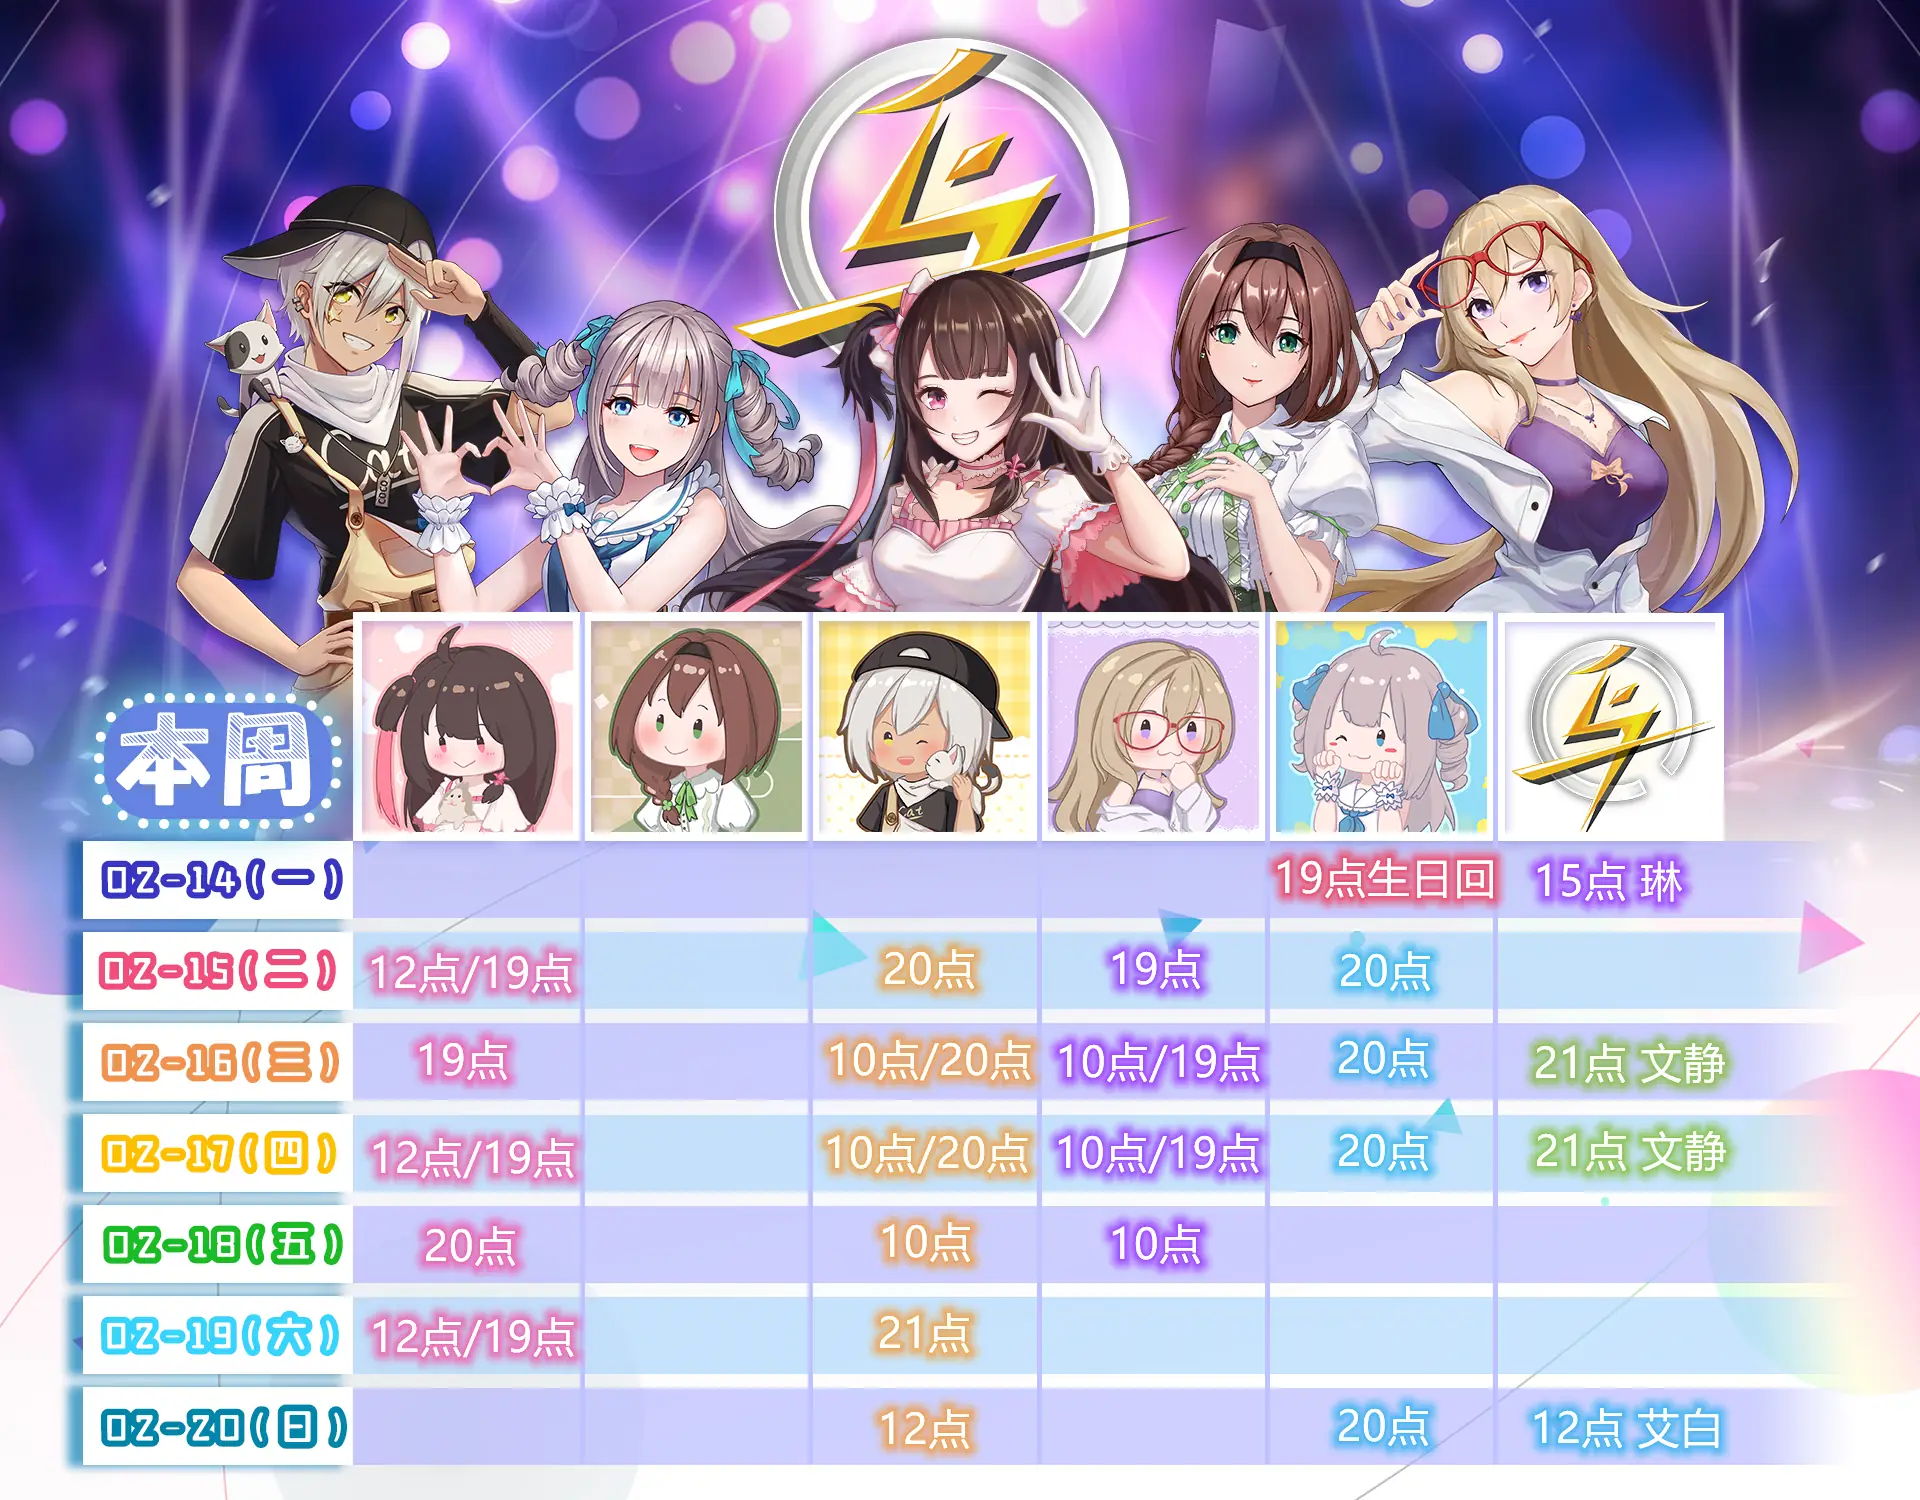 Cat
本周
02-14(一) 19点生日回 15点 琳
02-15(二) 12点/19点 20点 19点 20点
02-16(三) 19点 10点/20点 10点/19点 20点 21点 文静
02-17(四) 12点/19点 10点/20点 10点/19点 20点 21点 文静
02-18(五) 20点 10点 10点
02-19(六) 12点/19点 21点
02-20(日) 12点 20点 12点 艾白